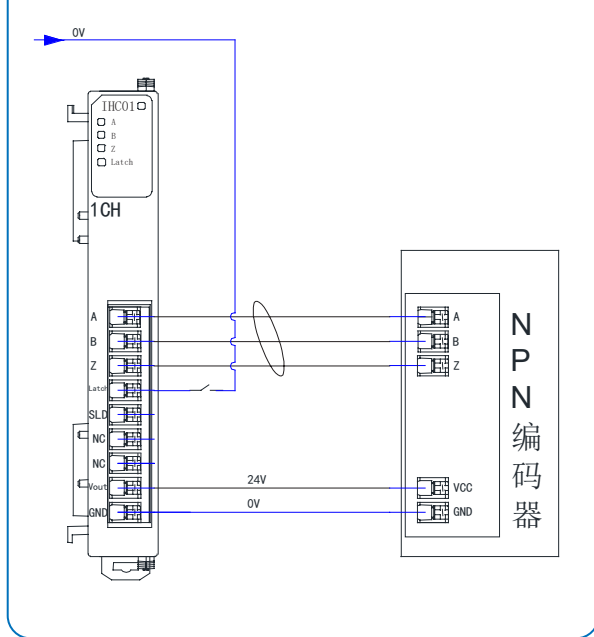 0V
IHC01
A
B
Z
Latch
1CH
A
B
Z
Latch
SLD
NC
NC
Vout
GND
24V
0V
A
B
Z
VCC
GND
N
P
N
编
码
器